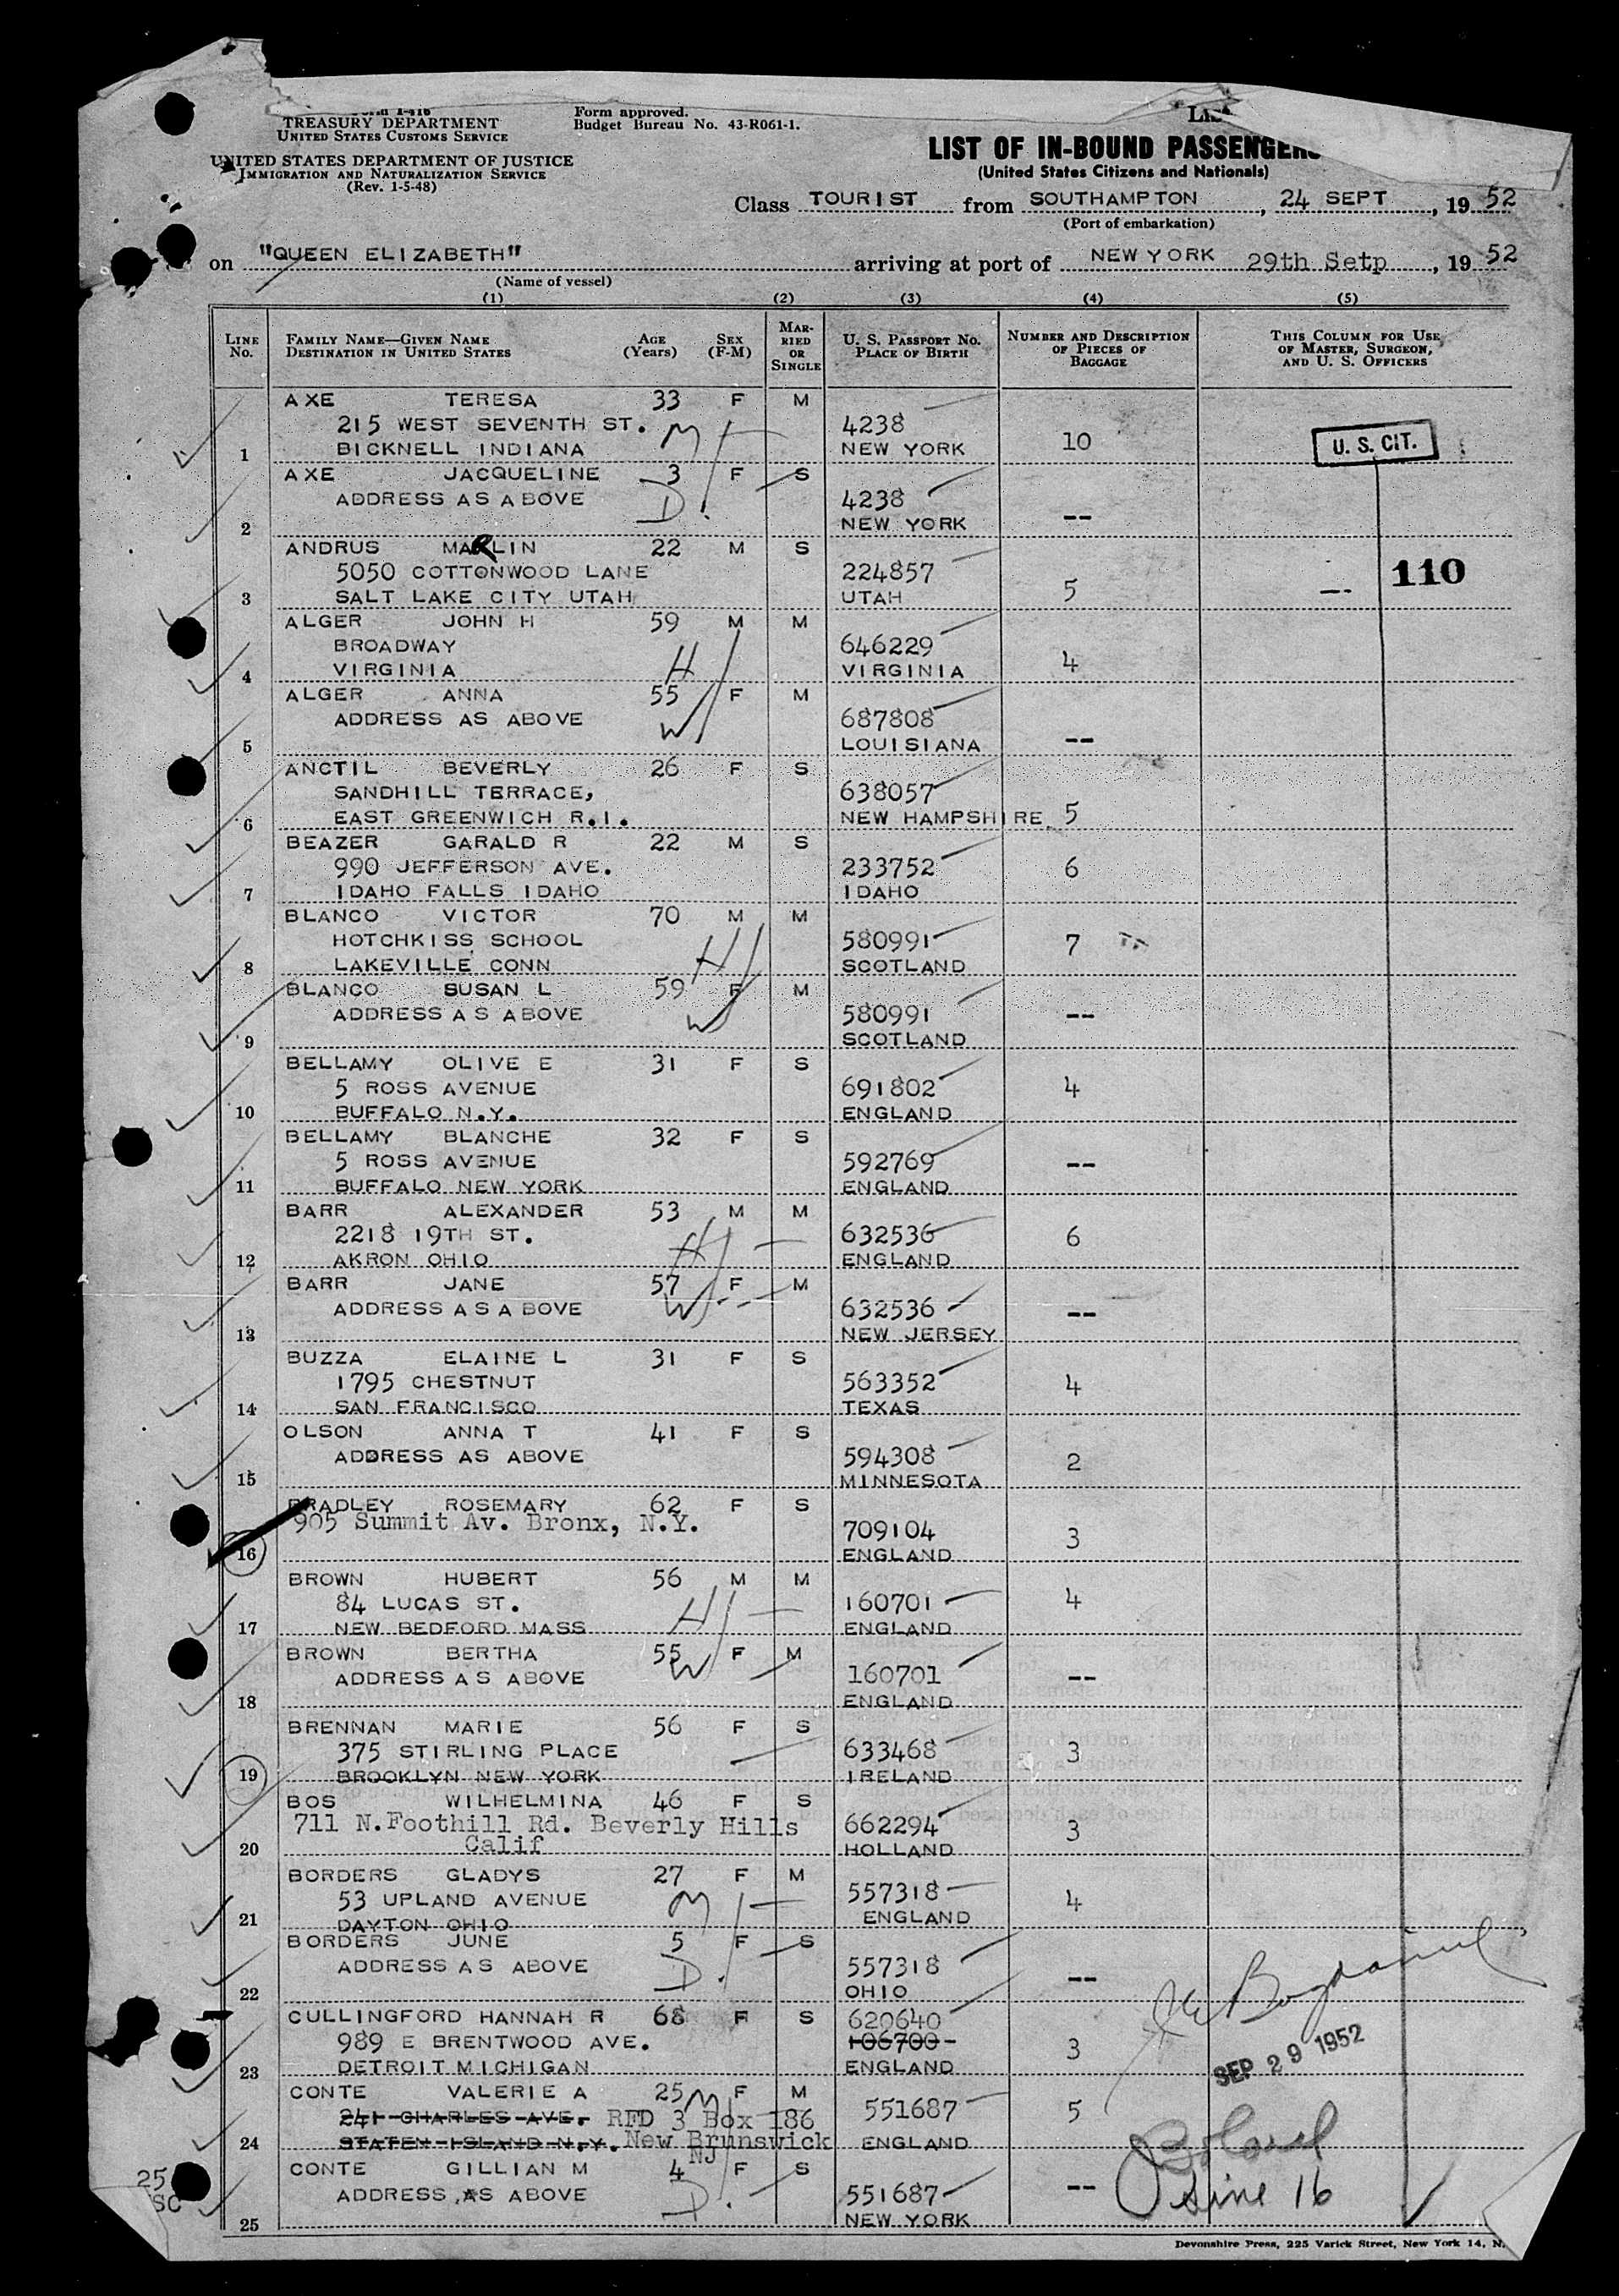 TREASURY DEPARTMENT
UNITED STATES CUSTOMS SERVICE
UNITED STATES DEPARTMENT OF JUSTICE
IMMIGRATION AND NATURALIZATION SERVICE
(Rev. 1-5-48)
Form approved.
Budget Bureau No. 43-R061-1.
LIST OF IN-BOUND PASSENGERS
(United States Citizens and Nationals)
Class TOURIST from SOUTHAMPTON, 24 SEPT, 19 52
(Port of embarkation)
on "QUEEN ELIZABETH" arriving at port of NEW YORK 29th Setp, 19 52
(Name of vessel)
(1) (2) (3) (4) (5)
LINE No. FAMILY NAME—GIVEN NAME DESTINATION IN UNITED STATES AGE (Years) SEX (F-M) MARRIED OR SINGLE U. S. PASSPORT No. PLACE OF BIRTH NUMBER AND DESCRIPTION OF PIECES OF BAGGAGE THIS COLUMN FOR USE OF MASTER, SURGEON, AND U. S. OFFICERS
AXE TERESA 33 F M
215 WEST SEVENTH ST. M 4238
1 BICKNELL INDIANA NEW YORK 10 U. S. CIT.
AXE JACQUELINE 3 F S
ADDRESS AS ABOVE D. 4238
2 NEW YORK --
ANDRUS MARLIN 22 M S
5050 COTTONWOOD LANE 224857 110
3 SALT LAKE CITY UTAH UTAH 5 --
ALGER JOHN H 59 M M
BROADWAY H 646229
4 VIRGINIA VIRGINIA 4
ALGER ANNA 55 F M
ADDRESS AS ABOVE W 687808
5 LOUISIANA --
ANCTIL BEVERLY 26 F S
SANDHILL TERRACE, 638057
6 EAST GREENWICH R.I. NEW HAMPSHIRE 5
BEAZER GARALD R 22 M S
990 JEFFERSON AVE. 233752 6
7 IDAHO FALLS IDAHO IDAHO
BLANCO VICTOR 70 M M
HOTCHKISS SCHOOL H 580991 7
8 LAKEVILLE CONN SCOTLAND
BLANCO SUSAN L 59 F M
ADDRESS AS ABOVE W 580991 --
9 SCOTLAND
BELLAMY OLIVE E 31 F S
5 ROSS AVENUE 691802 4
10 BUFFALO N.Y. ENGLAND
BELLAMY BLANCHE 32 F S
5 ROSS AVENUE 592769 --
11 BUFFALO NEW YORK ENGLAND
BARR ALEXANDER 53 M M
2218 19TH ST. H 632536 6
12 AKRON OHIO ENGLAND
BARR JANE 57 F M
ADDRESS AS A BOVE W 632536 --
13 NEW JERSEY
BUZZA ELAINE L 31 F S
1795 CHESTNUT 563352 4
14 SAN FRANCISCO TEXAS
OLSON ANNA T 41 F S
ADDRESS AS ABOVE 594308 2
15 MINNESOTA
BRADLEY ROSEMARY 62 F S
905 Summit Av. Bronx, N.Y. 709104 3
16 ENGLAND
BROWN HUBERT 56 M M
84 LUCAS ST. H 160701 4
17 NEW BEDFORD MASS ENGLAND
BROWN BERTHA 55 F M
ADDRESS AS ABOVE W 160701 --
18 ENGLAND
BRENNAN MARIE 56 F S
375 STIRLING PLACE 633468 3
19 BROOKLYN NEW YORK IRELAND
BOS WILHELMINA 46 F S
711 N.Foothill Rd. Beverly Hills 662294 3
20 Calif HOLLAND
BORDERS GLADYS 27 F M
53 UPLAND AVENUE M 557318 4
21 DAYTON OHIO ENGLAND
BORDERS JUNE 5 F S
ADDRESS AS ABOVE D. 557318 --
22 OHIO
CULLINGFORD HANNAH R 68 F S 620640
989 E BRENTWOOD AVE. 106700 3 SEP 29 1952
23 DETROIT MICHIGAN ENGLAND
CONTE VALERIE A 25 M F M
241 CHARLES AVE. RFD 3 Box 186 551687 5
24 STATEN ISLAND N.Y. New Brunswick ENGLAND
NJ
CONTE GILLIAN M 4 F S
ADDRESS AS ABOVE D. 551687 -- Line 16
25 NEW YORK
25
SC
Devonshire Press, 225 Varick Street, New York 14, N.